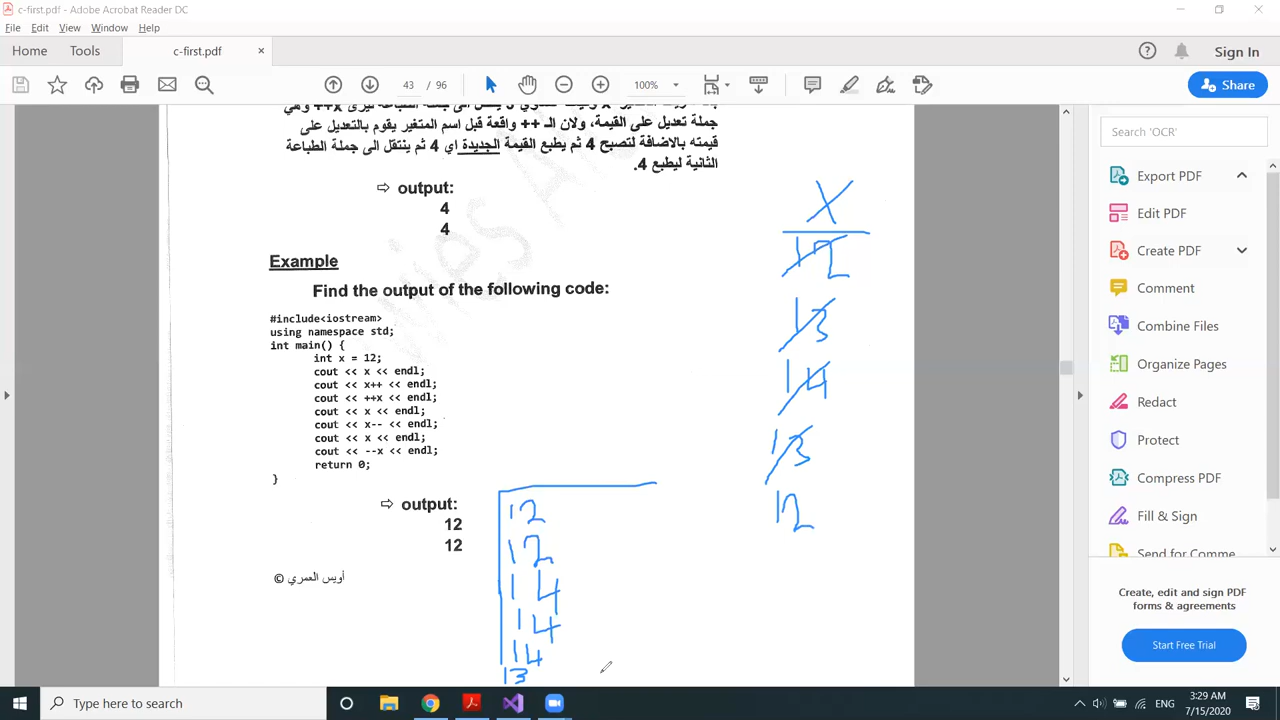 c-first.pdf - Adobe Acrobat Reader DC
File Edit View Window Help
Home Tools c-first.pdf × Sign In
43 / 96 100% Share
جملة تعديل على القيمة، ولان الـ ++ واقعة قبل اسم المتغير يقوم بالتعديل على
قيمته بالاضافة لتصبح 4 ثم يطبع القيمة الجديدة اي 4 ثم ينتقل الى جملة الطباعة
الثانية ليطبع 4.
⇨ output:
4
4
Example
Find the output of the following code:
#include<iostream>
using namespace std;
int main() {
int x = 12;
cout << x << endl;
cout << x++ << endl;
cout << ++x << endl;
cout << x << endl;
cout << x-- << endl;
cout << x << endl;
cout << --x << endl;
return 0;
}
⇨ output:
12
12
© أويس العمري
X
12
13
14
13
12
12
12
14
14
14
13
Search 'OCR'
Export PDF
Edit PDF
Create PDF
Comment
Combine Files
Organize Pages
Redact
Protect
Compress PDF
Fill & Sign
Send for Comme
Create, edit and sign PDF
forms & agreements
Start Free Trial
Type here to search
ENG
3:29 AM
7/15/2020